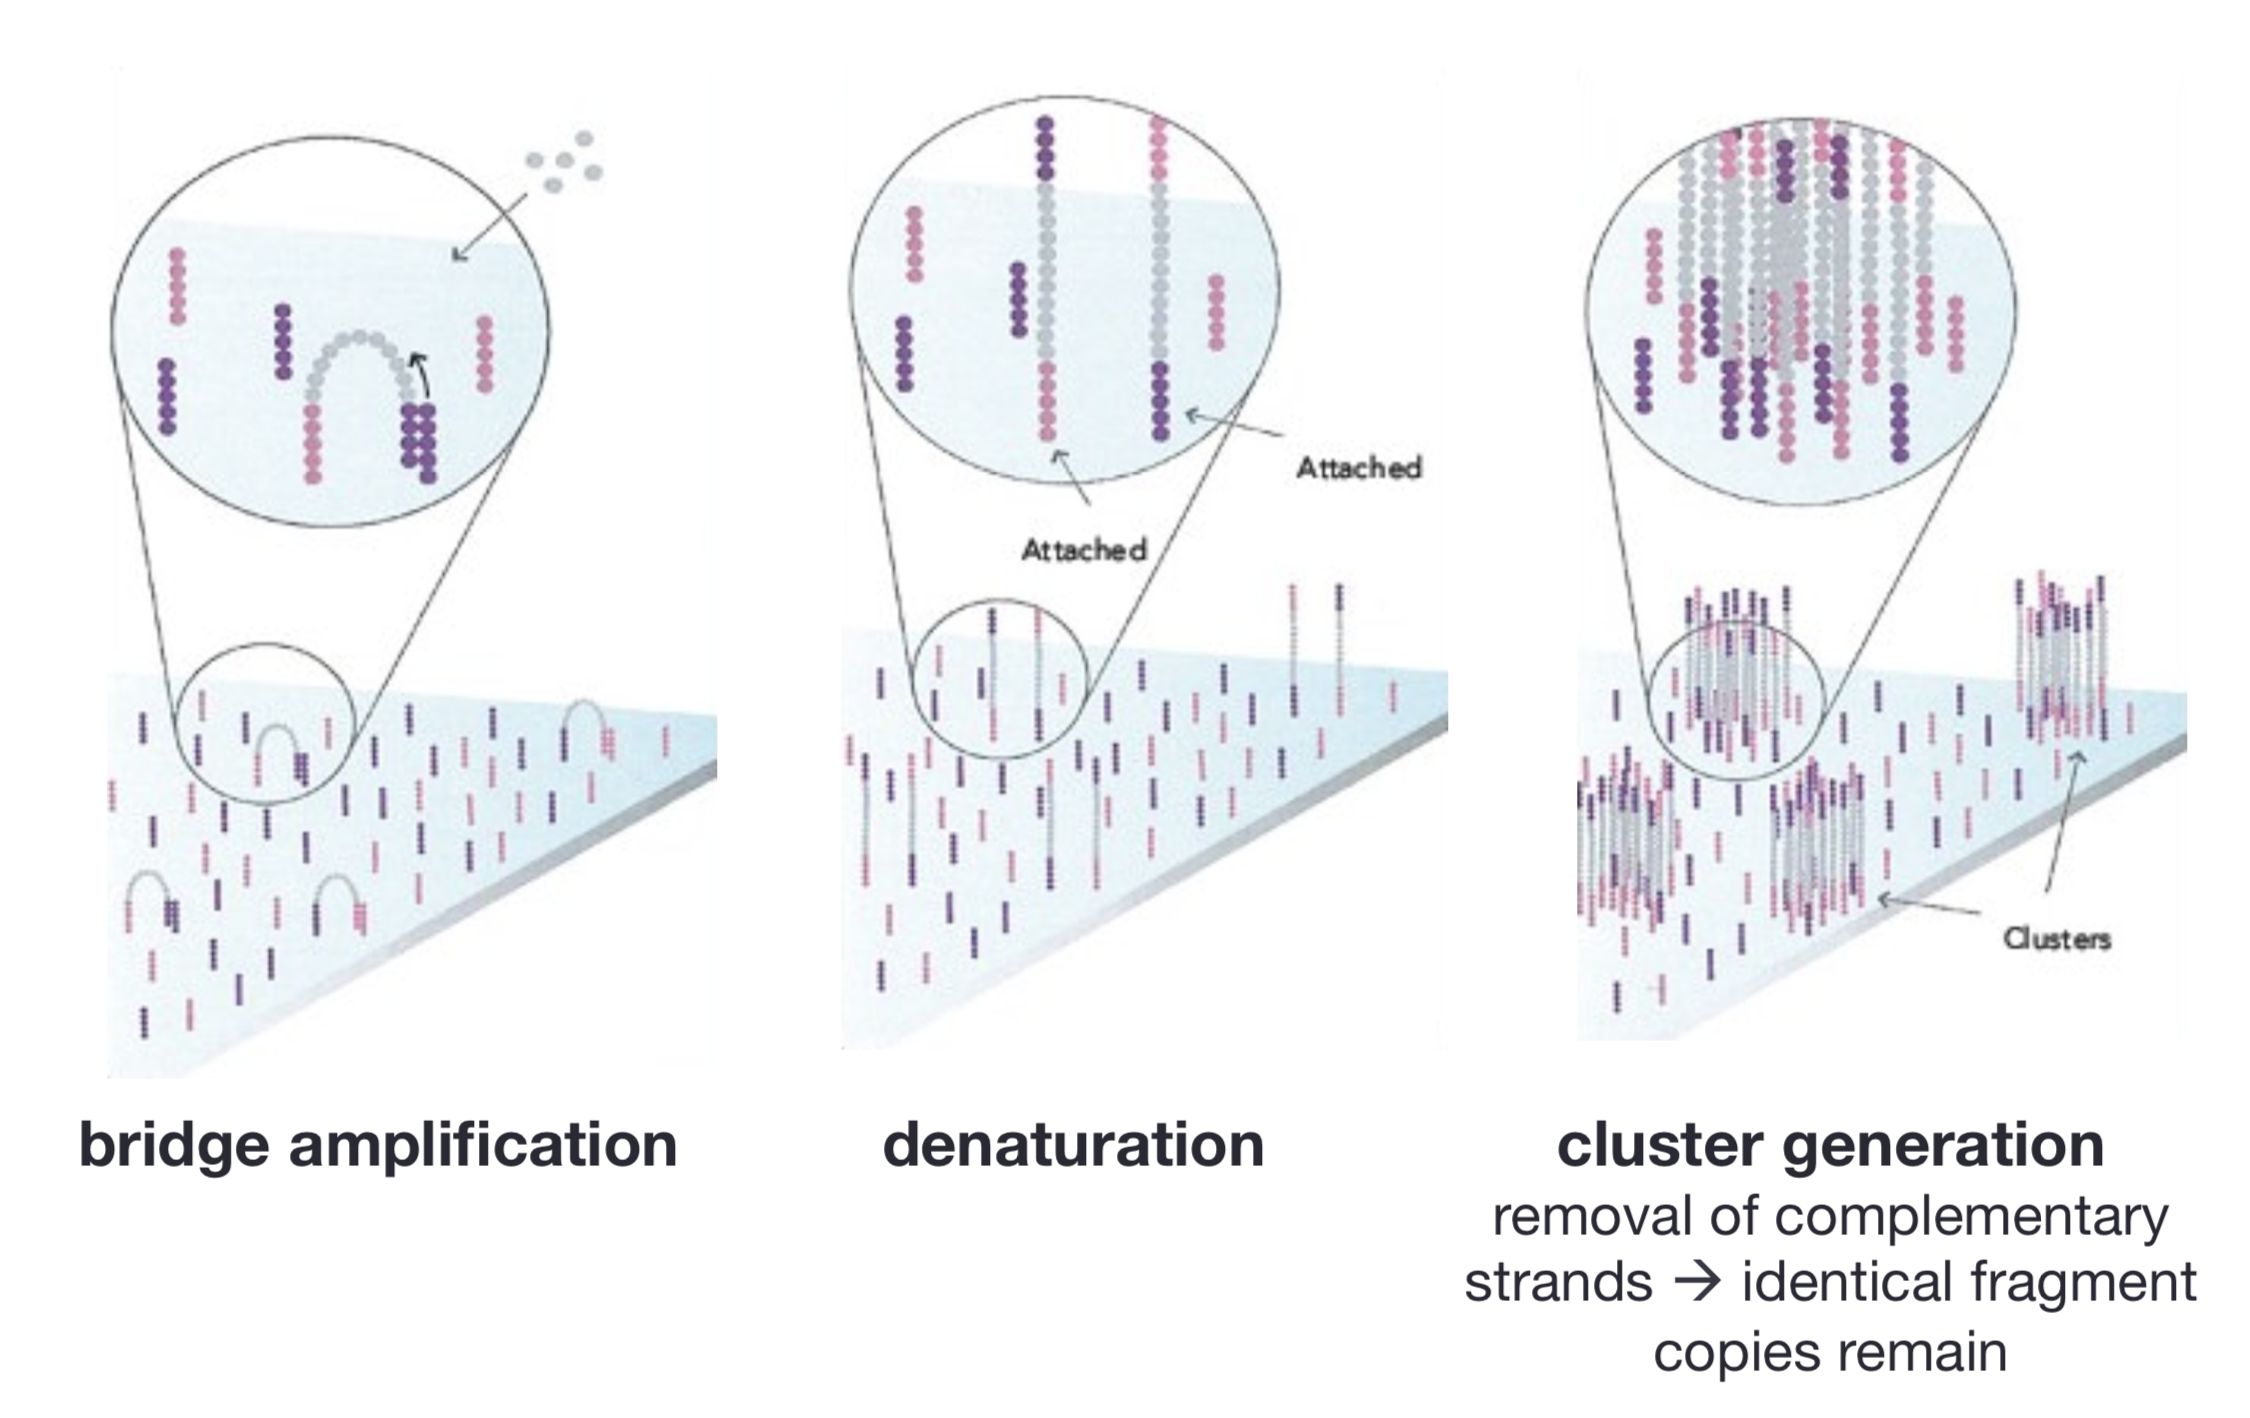 Attached
Attached
Clusters
bridge amplification
denaturation
cluster generation
removal of complementary
strands → identical fragment
copies remain